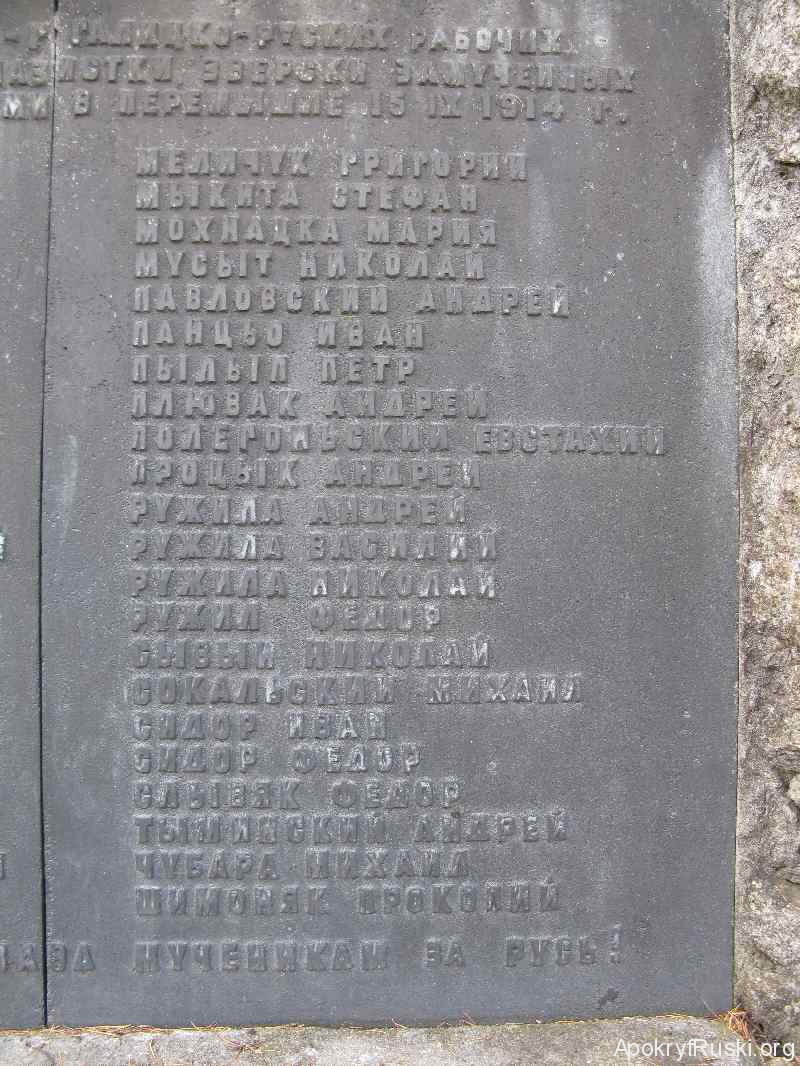 ГАЛИЦКО-РУСКИХ РАБОЧИХ
ЗВЕРСКИ ЗАМУЧЕННЫХ
МИ В ПЕРЕМЫШЛЕ 15 IX 1914 Г.
МЕЛИЧУК ГРИГОРИЙ
МЫКИТА СТЕФАН
МОХНАЦКА МАРИЯ
МУСЫТ НИКОЛАЙ
ПАВЛОВСКИЙ АНДРЕЙ
ПАНЦЬО ИВАН
ПЫЛЫП ПЕТР
ПЛЮВАК АНДРЕЙ
ПОЛЕГОНЬСКИЙ ЕВСТАХИЙ
ПРОЦЫК АНДРЕЙ
РУЖИЛА АНДРЕЙ
РУЖИЛА ВАСИЛИЙ
РУЖИЛА НИКОЛАЙ
РУЖИЛ ФЕДОР
СЫВЫЙ НИКОЛАЙ
СОКАЛЬСКИЙ МИХАИЛ
СИДОР ИВАН
СИДОР ФЕДОР
СЛЫВЯК ФЕДОР
ТЫМИНСКИЙ АНДРЕЙ
ЧУБАРА МИХАИЛ
ШИМОНЯК ПРОКОПИЙ
ЛАВА МУЧЕНИКАМ ЗА РУСЬ!
ApokryfRuski.org